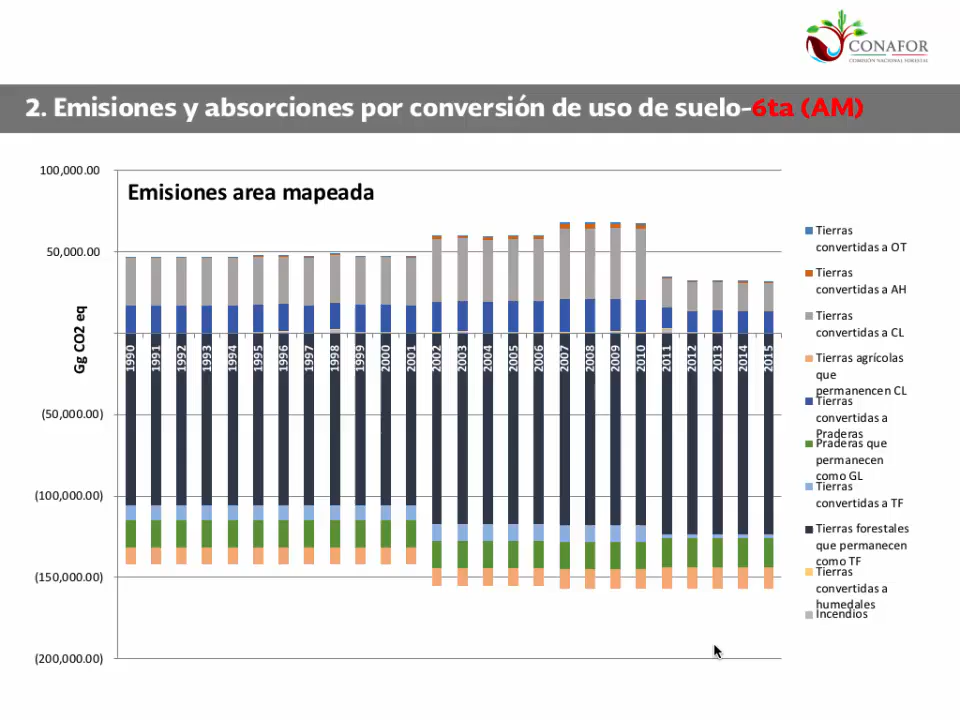 CONAFOR
COMISIÓN NACIONAL FORESTAL
2. Emisiones y absorciones por conversión de uso de suelo-6ta (AM)
Emisiones area mapeada
Gg CO2 eq
100,000.00
50,000.00
(50,000.00)
(100,000.00)
(150,000.00)
(200,000.00)
1990
1991
1992
1993
1994
1995
1996
1997
1998
1999
2000
2001
2002
2003
2004
2005
2006
2007
2008
2009
2010
2011
2012
2013
2014
2015
Tierras
convertidas a OT
Tierras
convertidas a AH
Tierras
convertidas a CL
Tierras agrícolas
que
permanencen CL
Tierras
convertidas a
Praderas
Praderas que
permanecen
como GL
Tierras
convertidas a TF
Tierras forestales
que permanecen
como TF
Tierras
convertidas a
humedales
Incendios